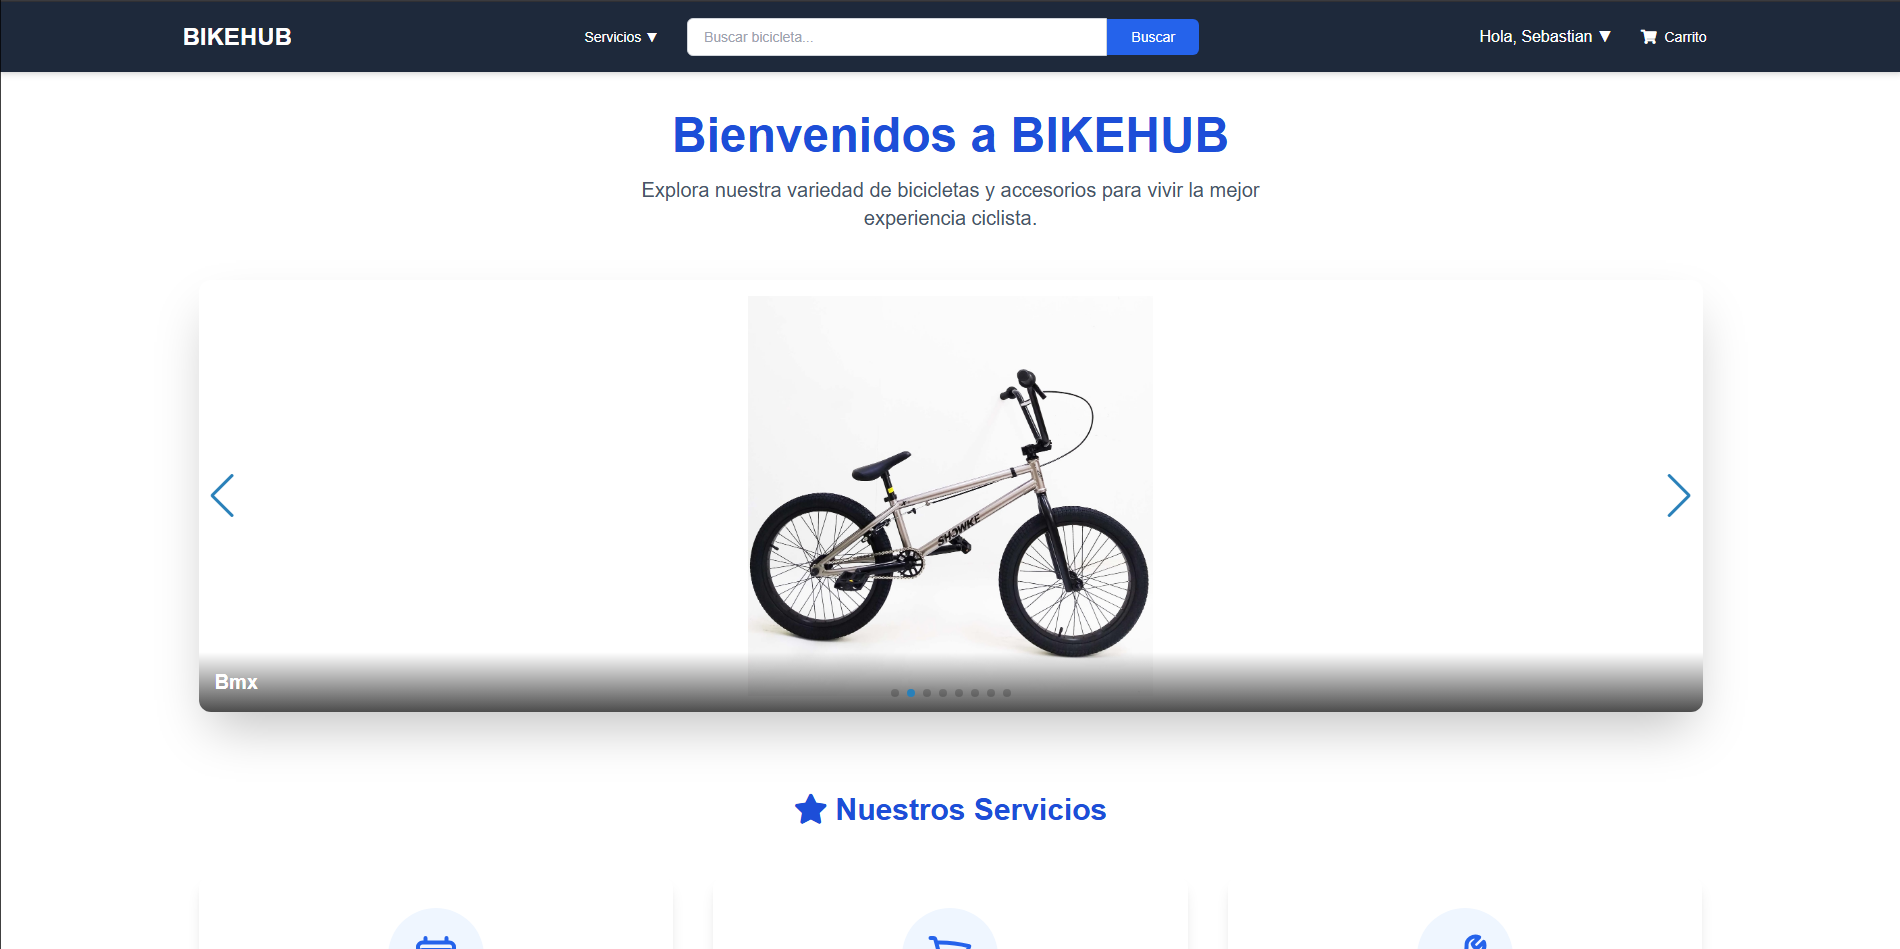 BIKEHUB
Servicios ▼
Buscar bicicleta...
Buscar
Hola, Sebastian ▼
Carrito
Bienvenidos a BIKEHUB
Explora nuestra variedad de bicicletas y accesorios para vivir la mejor
experiencia ciclista.
SHOWKE
Bmx
Nuestros Servicios